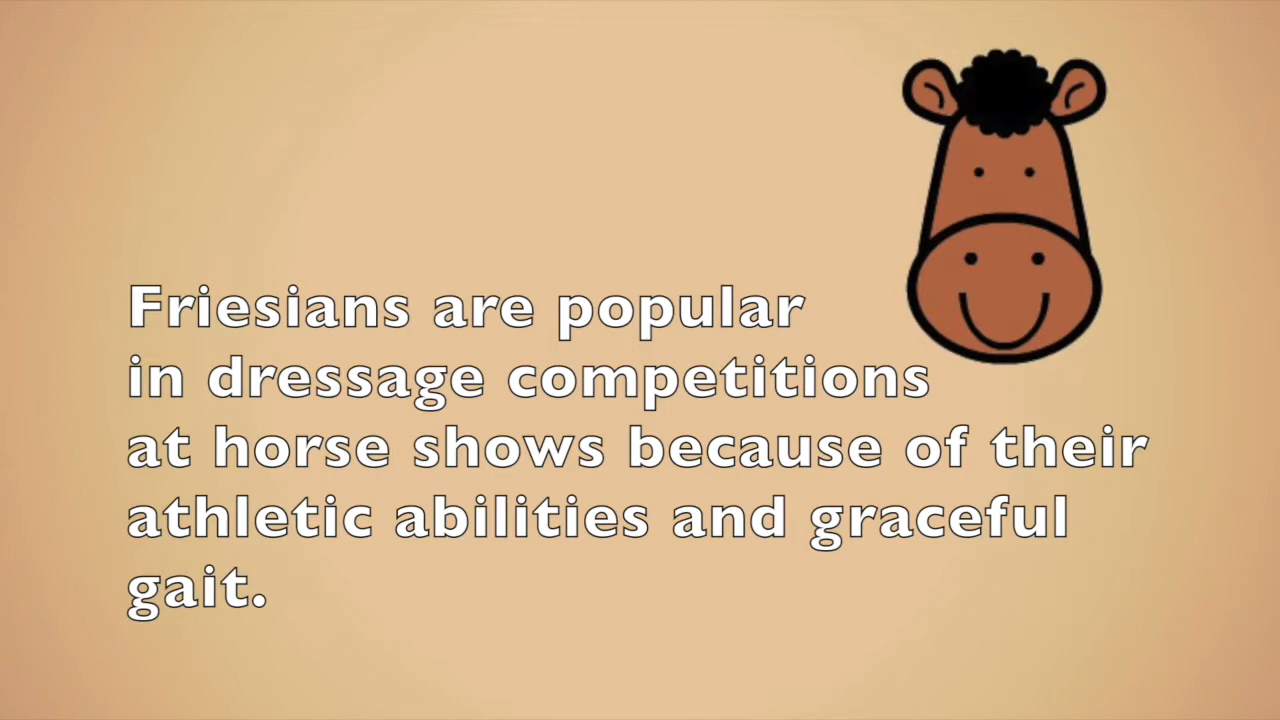 Friesians are popular
in dressage competitions
at horse shows because of their
athletic abilities and graceful
gait.